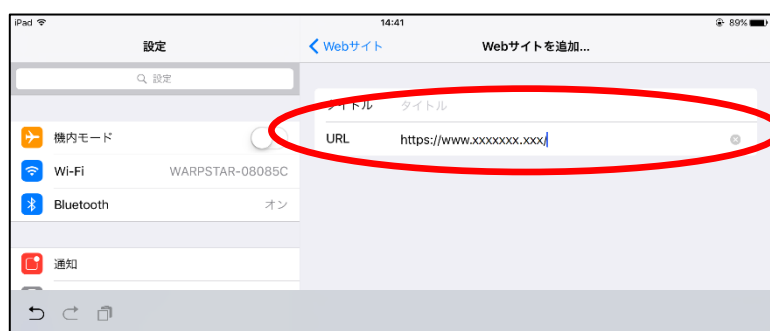 iPad 14:41 89%
設定
設定
機内モード
Wi-Fi WARPSTAR-08085C
Bluetooth オン
通知
Webサイト Webサイトを追加...
タイトル タイトル
URL https://www.xxxxxxx.xxx/